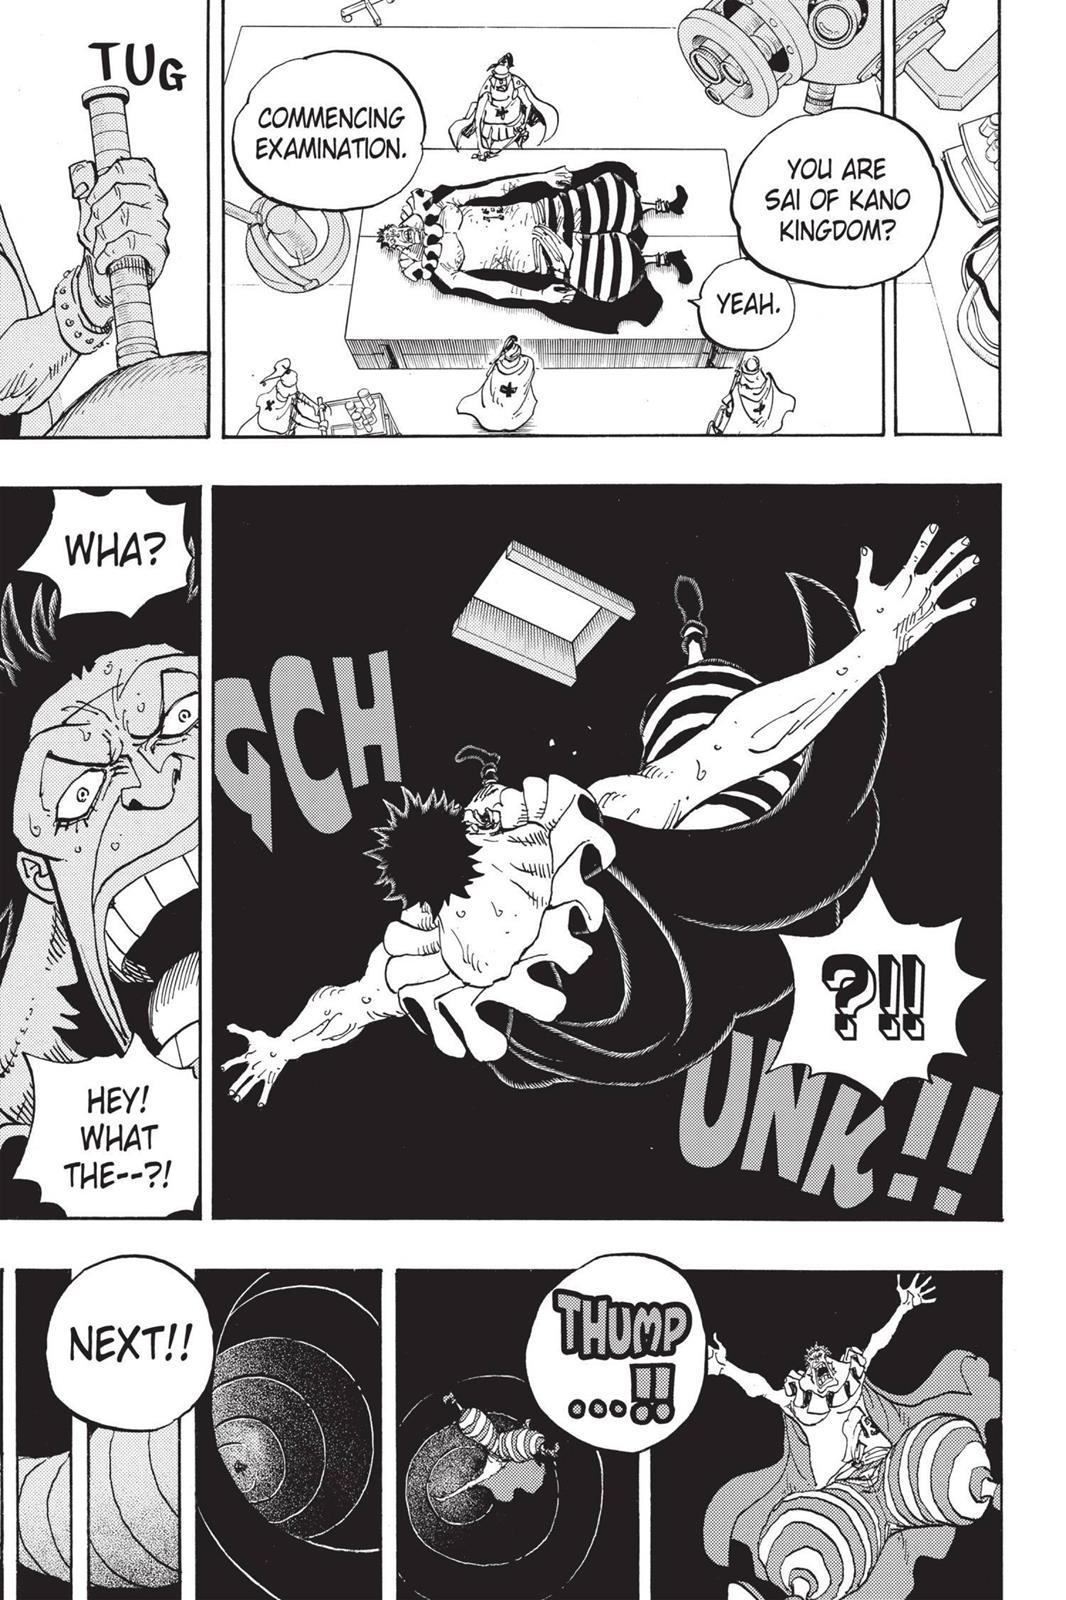 YOU ARE
SAI OF KANO
KINGDOM?
YEAH.
COMMENCING
EXAMINATION.
TUG
GCH
UNK!!
?!!
WHA?
HEY!
WHAT
THE--?!
THUMP
...!!
NEXT!!